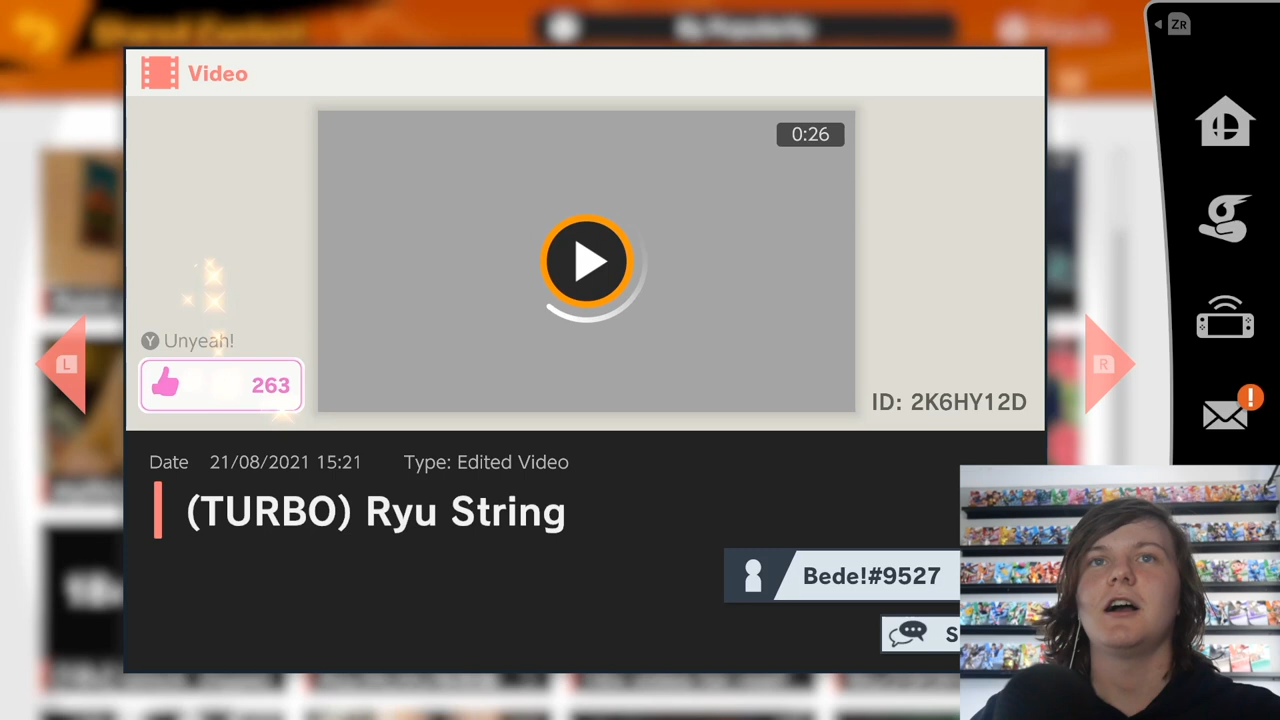 ZR
Video
0:26
Y Unyeah!
263
L
R
ID: 2K6HY12D
Date 21/08/2021 15:21 Type: Edited Video
(TURBO) Ryu String
Bede!#9527
S